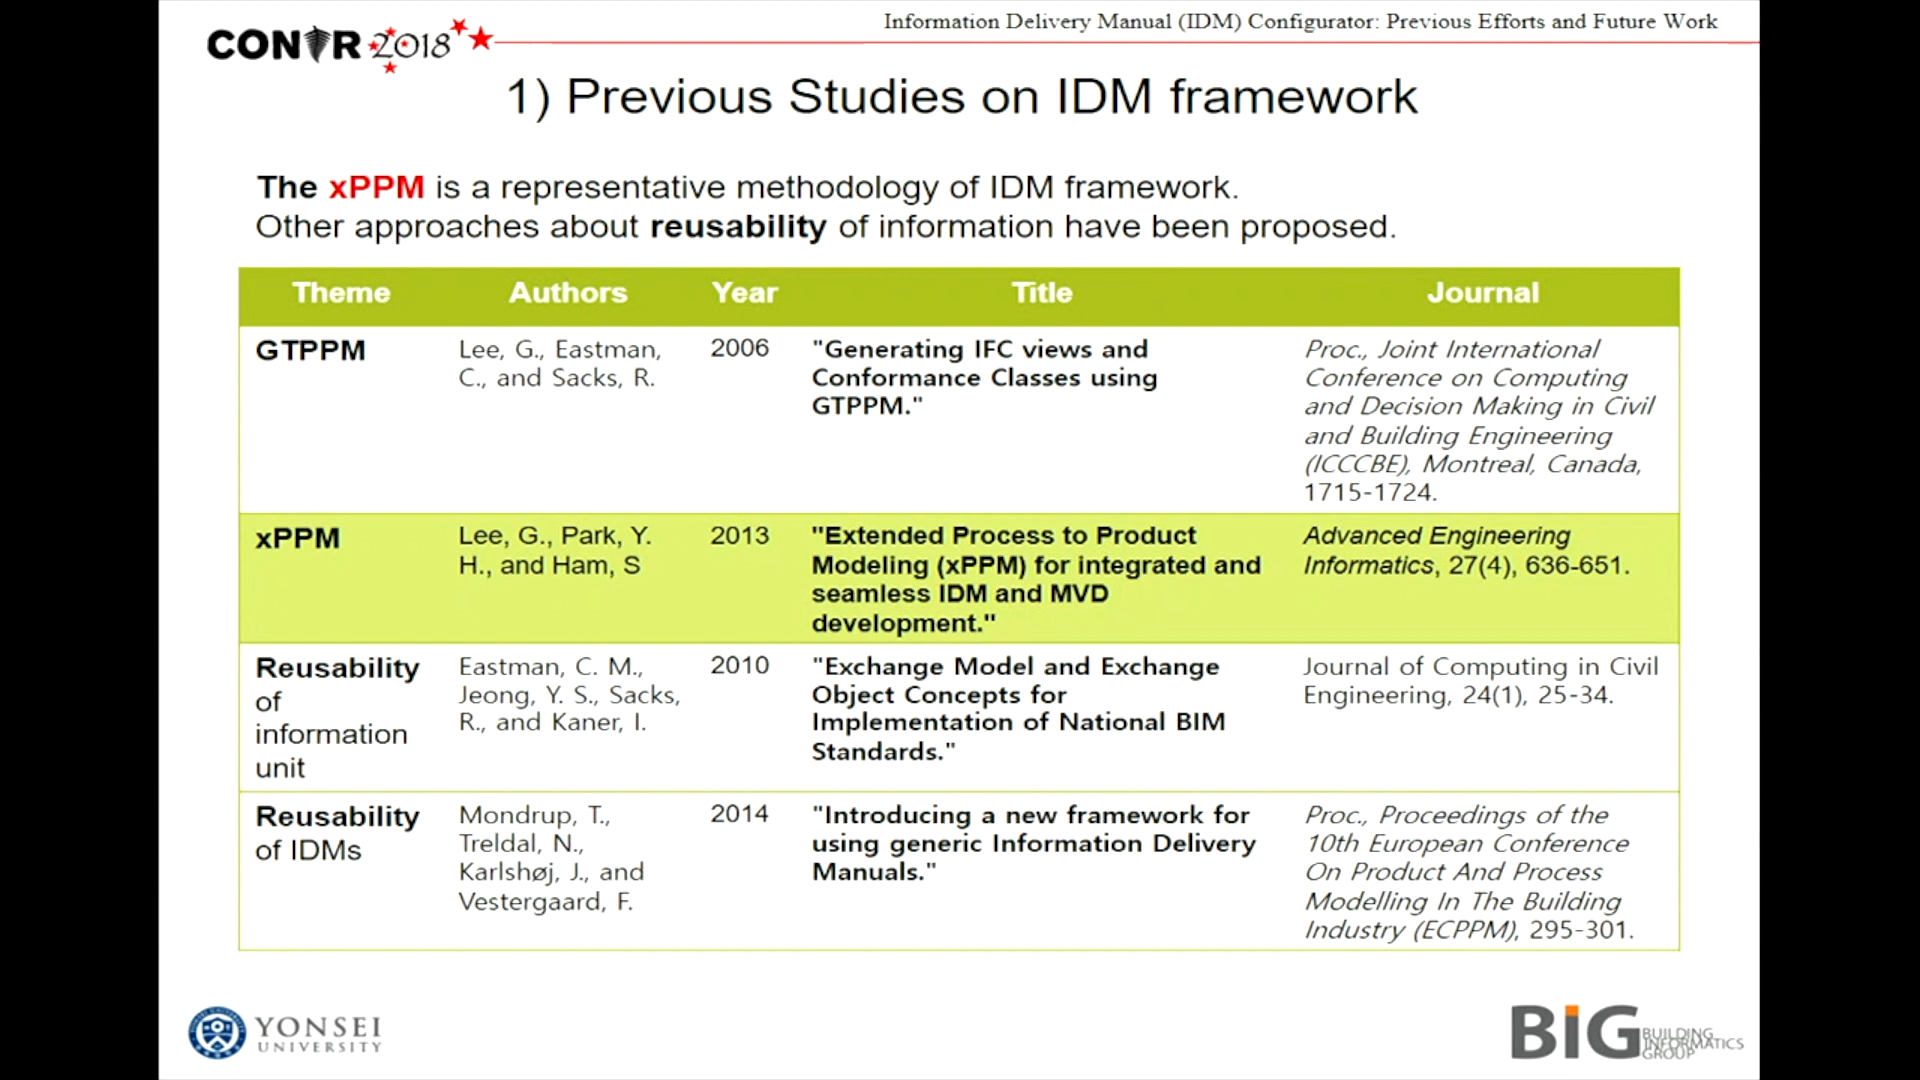 Information Delivery Manual (IDM) Configurator: Previous Efforts and Future Work
CONVR 2018
1) Previous Studies on IDM framework
The xPPM is a representative methodology of IDM framework.
Other approaches about reusability of information have been proposed.
Theme Authors Year Title Journal
GTPPM
Lee, G., Eastman,
C., and Sacks, R.
2006
"Generating IFC views and
Conformance Classes using
GTPPM."
Proc., Joint International
Conference on Computing
and Decision Making in Civil
and Building Engineering
(ICCCBE), Montreal, Canada,
1715-1724.
xPPM
Lee, G., Park, Y.
H., and Ham, S
2013
"Extended Process to Product
Modeling (xPPM) for integrated and
seamless IDM and MVD
development."
Advanced Engineering
Informatics, 27(4), 636-651.
Reusability
of
information
unit
Eastman, C. M.,
Jeong, Y. S., Sacks,
R., and Kaner, I.
2010
"Exchange Model and Exchange
Object Concepts for
Implementation of National BIM
Standards."
Journal of Computing in Civil
Engineering, 24(1), 25-34.
Reusability
of IDMs
Mondrup, T.,
Treldal, N.,
Karlshøj, J., and
Vestergaard, F.
2014
"Introducing a new framework for
using generic Information Delivery
Manuals."
Proc., Proceedings of the
10th European Conference
On Product And Process
Modelling In The Building
Industry (ECPPM), 295-301.
YONSEI
UNIVERSITY
BiG
BUILDING
INFORMATICS
GROUP